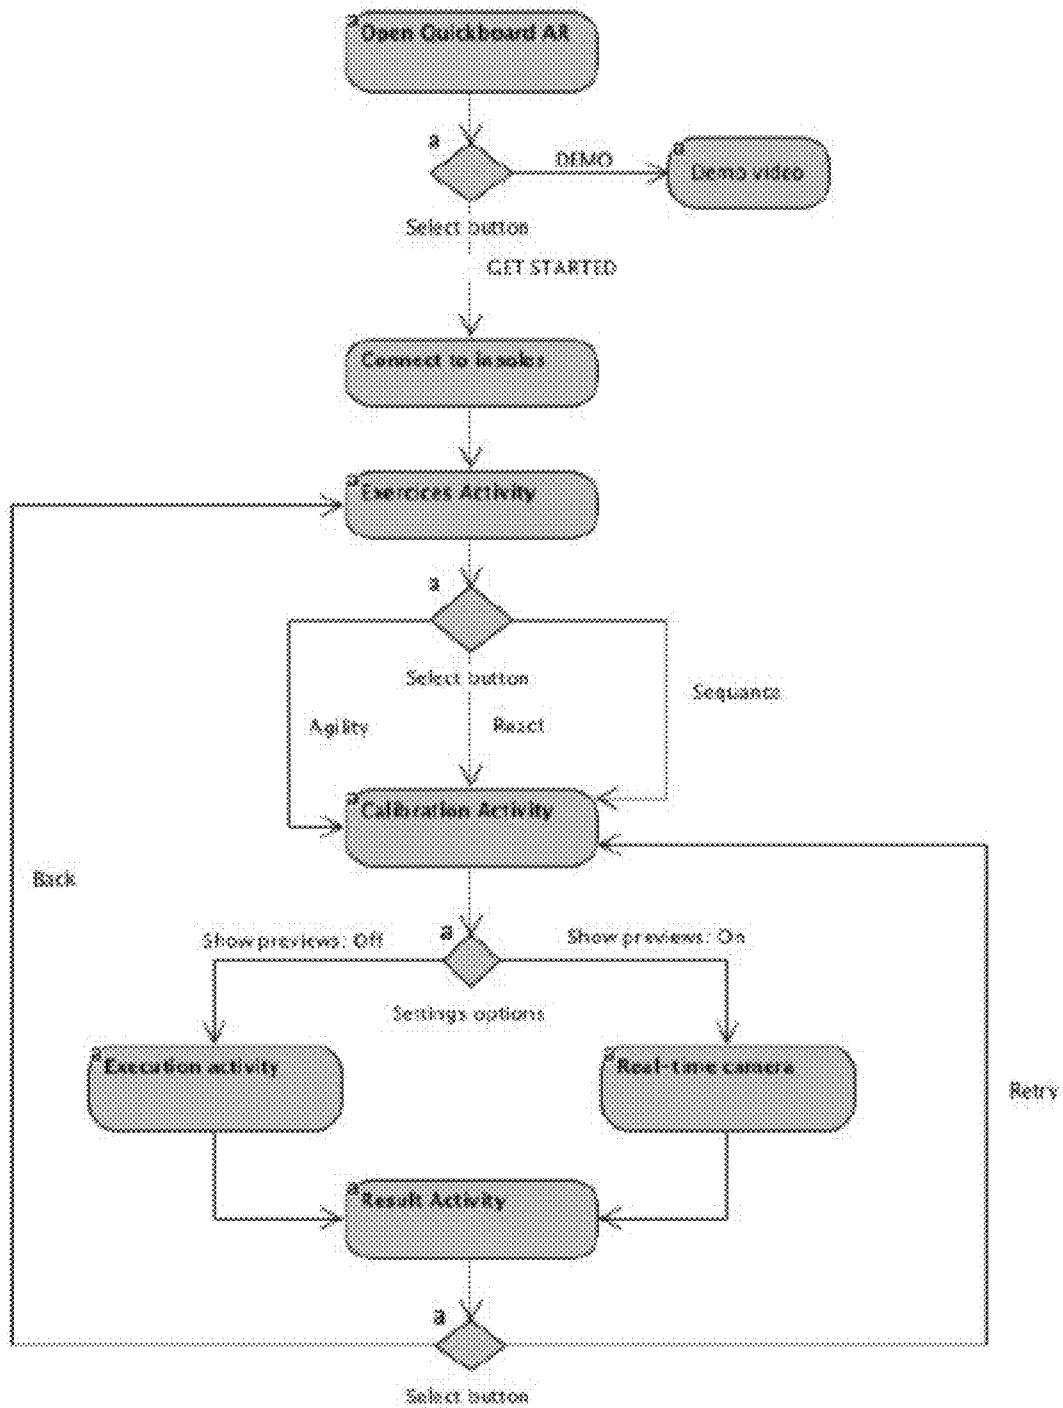 a
Open Quickboard AR
a
DEMO
a
Demo video
Select button
GET STARTED
Connect to insoles
a
Exercices Activity
a
Select button
Sequance
Agility
React
a
Calibration Activity
Back
a
Show previews: Off
Show previews: On
Settings options
a
Execution activity
a
Real-time camera
Retry
a
Result Activity
a
Select button